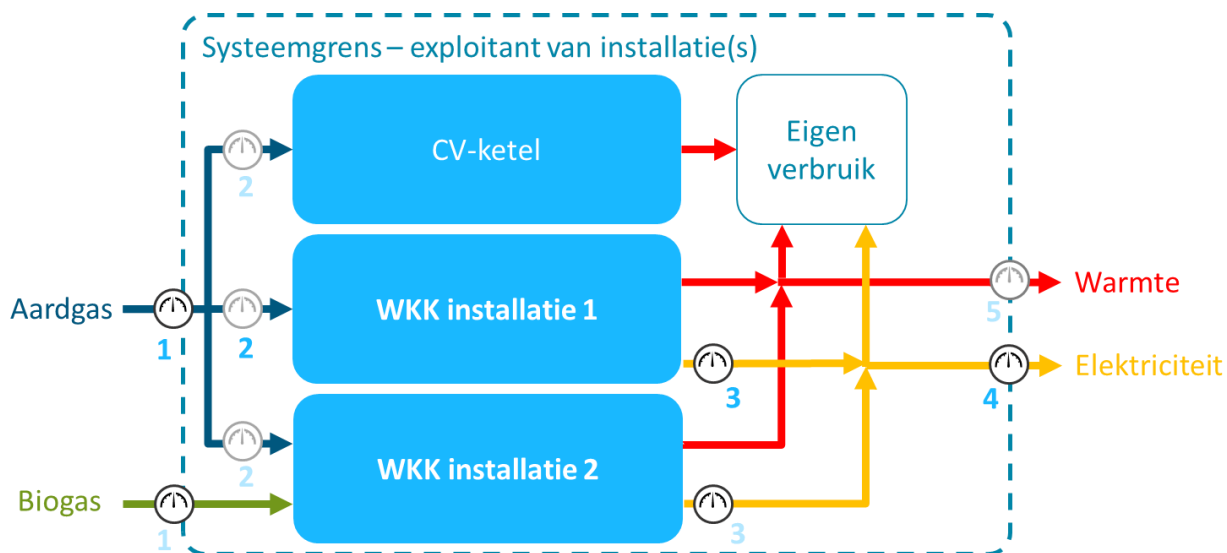 Systeemgrens – exploitant van installatie(s)
CV-ketel
Eigen
verbruik
2
Aardgas
1
2
WKK installatie 1
3
5
Warmte
4
Elektriciteit
2
WKK installatie 2
Biogas
1
3